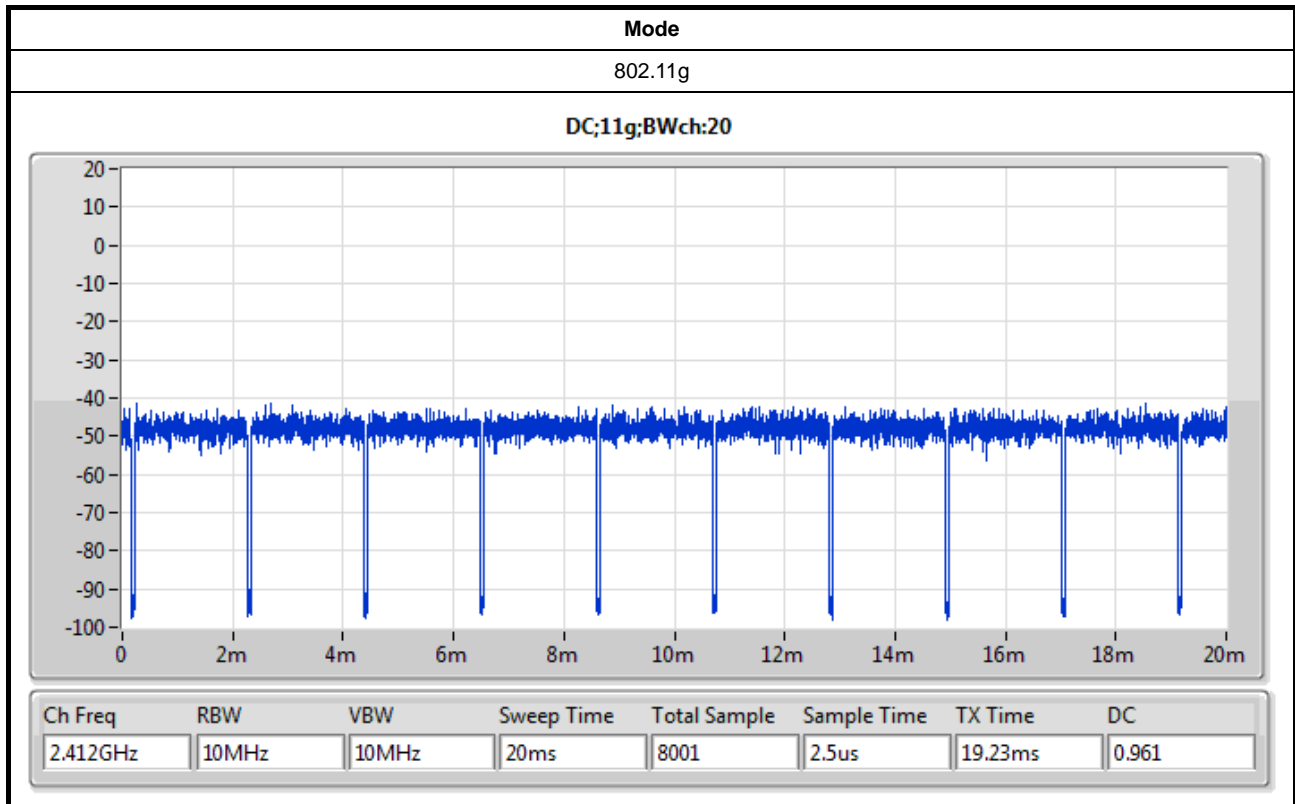 Mode
802.11g
DC;11g;BWch:20
20
10
0
-10
-20
-30
-40
-50
-60
-70
-80
-90
-100
0 2m 4m 6m 8m 10m 12m 14m 16m 18m 20m
Ch Freq RBW VBW Sweep Time Total Sample Sample Time TX Time DC
2.412GHz 10MHz 10MHz 20ms 8001 2.5us 19.23ms 0.961